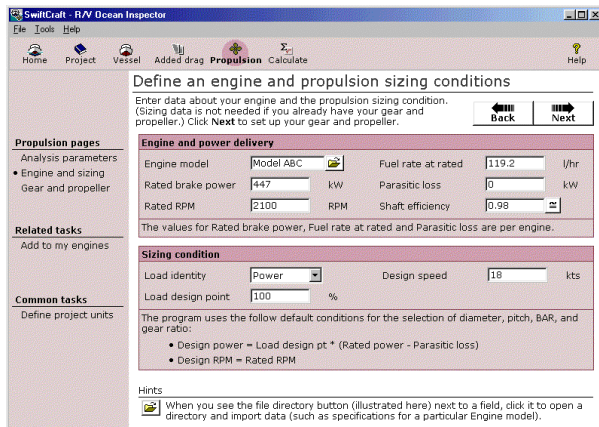 SwiftCraft - R/V Ocean Inspector
File Tools Help
Home Project Vessel Added drag Propulsion Calculate Help
Define an engine and propulsion sizing conditions
Enter data about your engine and the propulsion sizing condition.
(Sizing data is not needed if you already have your gear and
propeller.) Click Next to set up your gear and propeller.
Back Next
Propulsion pages
Analysis parameters
• Engine and sizing
Gear and propeller
Related tasks
Add to my engines
Common tasks
Define project units
Engine and power delivery
Engine model Model ABC Fuel rate at rated 119.2 l/hr
Rated brake power 447 kW Parasitic loss 0 kW
Rated RPM 2100 RPM Shaft efficiency 0.98
The values for Rated brake power, Fuel rate at rated and Parasitic loss are per engine.
Sizing condition
Load identity Power Design speed 18 kts
Load design point 100 %
The program uses the follow default conditions for the selection of diameter, pitch, BAR, and
gear ratio:
• Design power = Load design pt * (Rated power - Parasitic loss)
• Design RPM = Rated RPM
Hints
When you see the file directory button (illustrated here) next to a field, click it to open a
directory and import data (such as specifications for a particular Engine model).